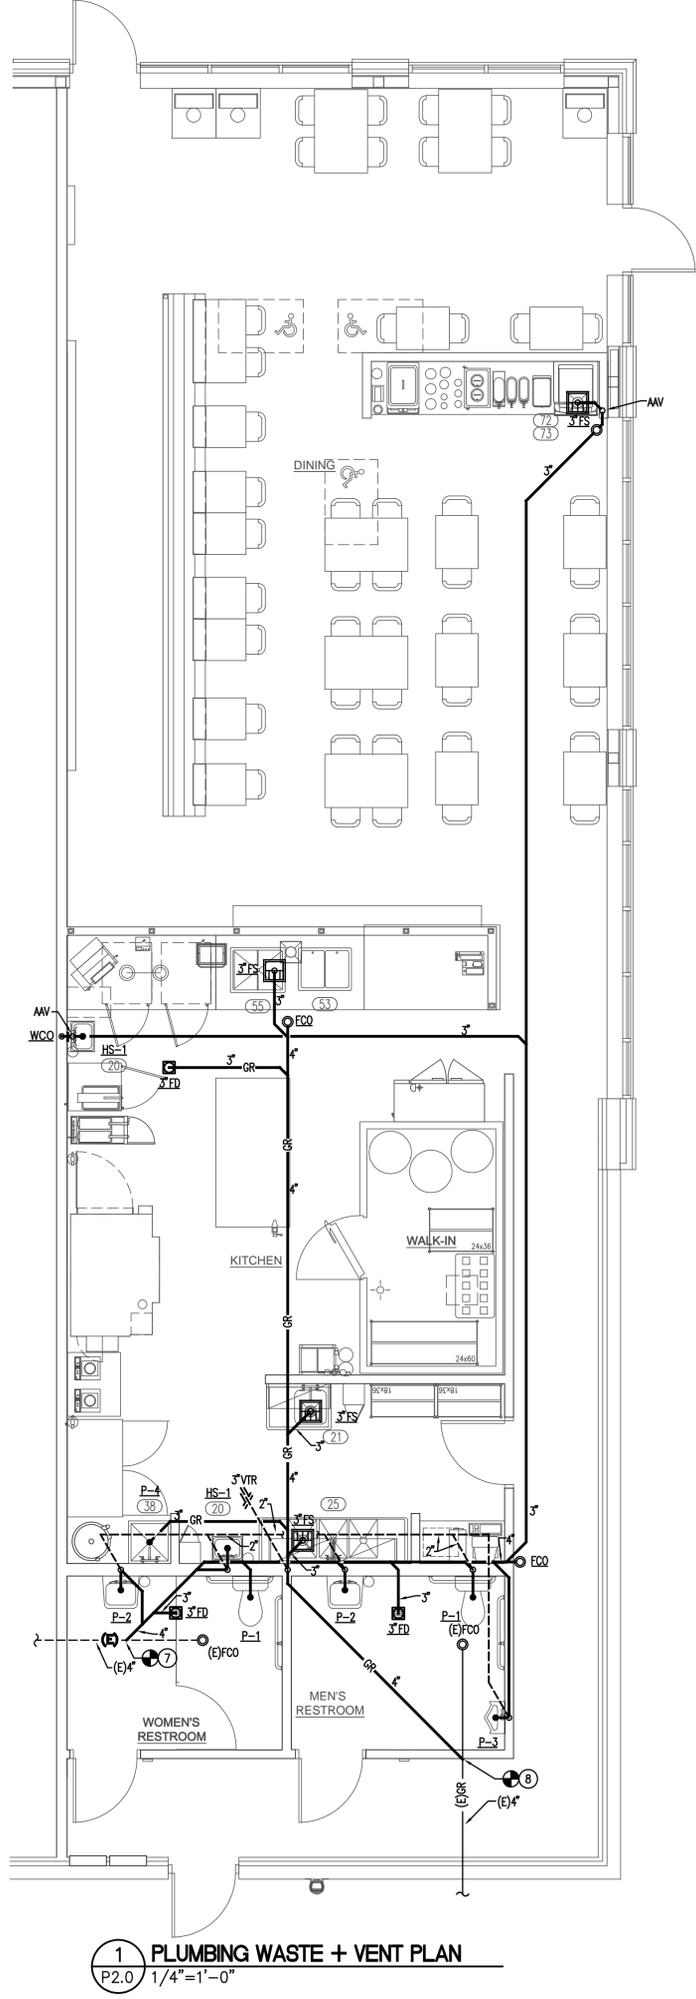 AAV
72
3"FS
73
3"
DINING
3"FS
55
3"
53
AAV
FCO
WCO
3"
HS-1
4"
20
3"
GR
3"FD
GR
4"
KITCHEN
WALK-IN
24x36
GR
24x60
18x36
18x36
3"FS
3"
21
GR
4"
3"VTR
P-4
HS-1
38
20
2"
25
3"
GR
3"FS
3"
2"
3"
2"
4"
FCO
P-2
3"
3"FD
P-1
P-2
3"
3"FD
P-1
(E)FCO
4"
(E)
7
(E)FCO
(E)4"
GR
4"
WOMEN'S
RESTROOM
MEN'S
RESTROOM
P-3
8
(E)GR
(E)4"
1
PLUMBING WASTE + VENT PLAN
P2.0
1/4"=1'-0"